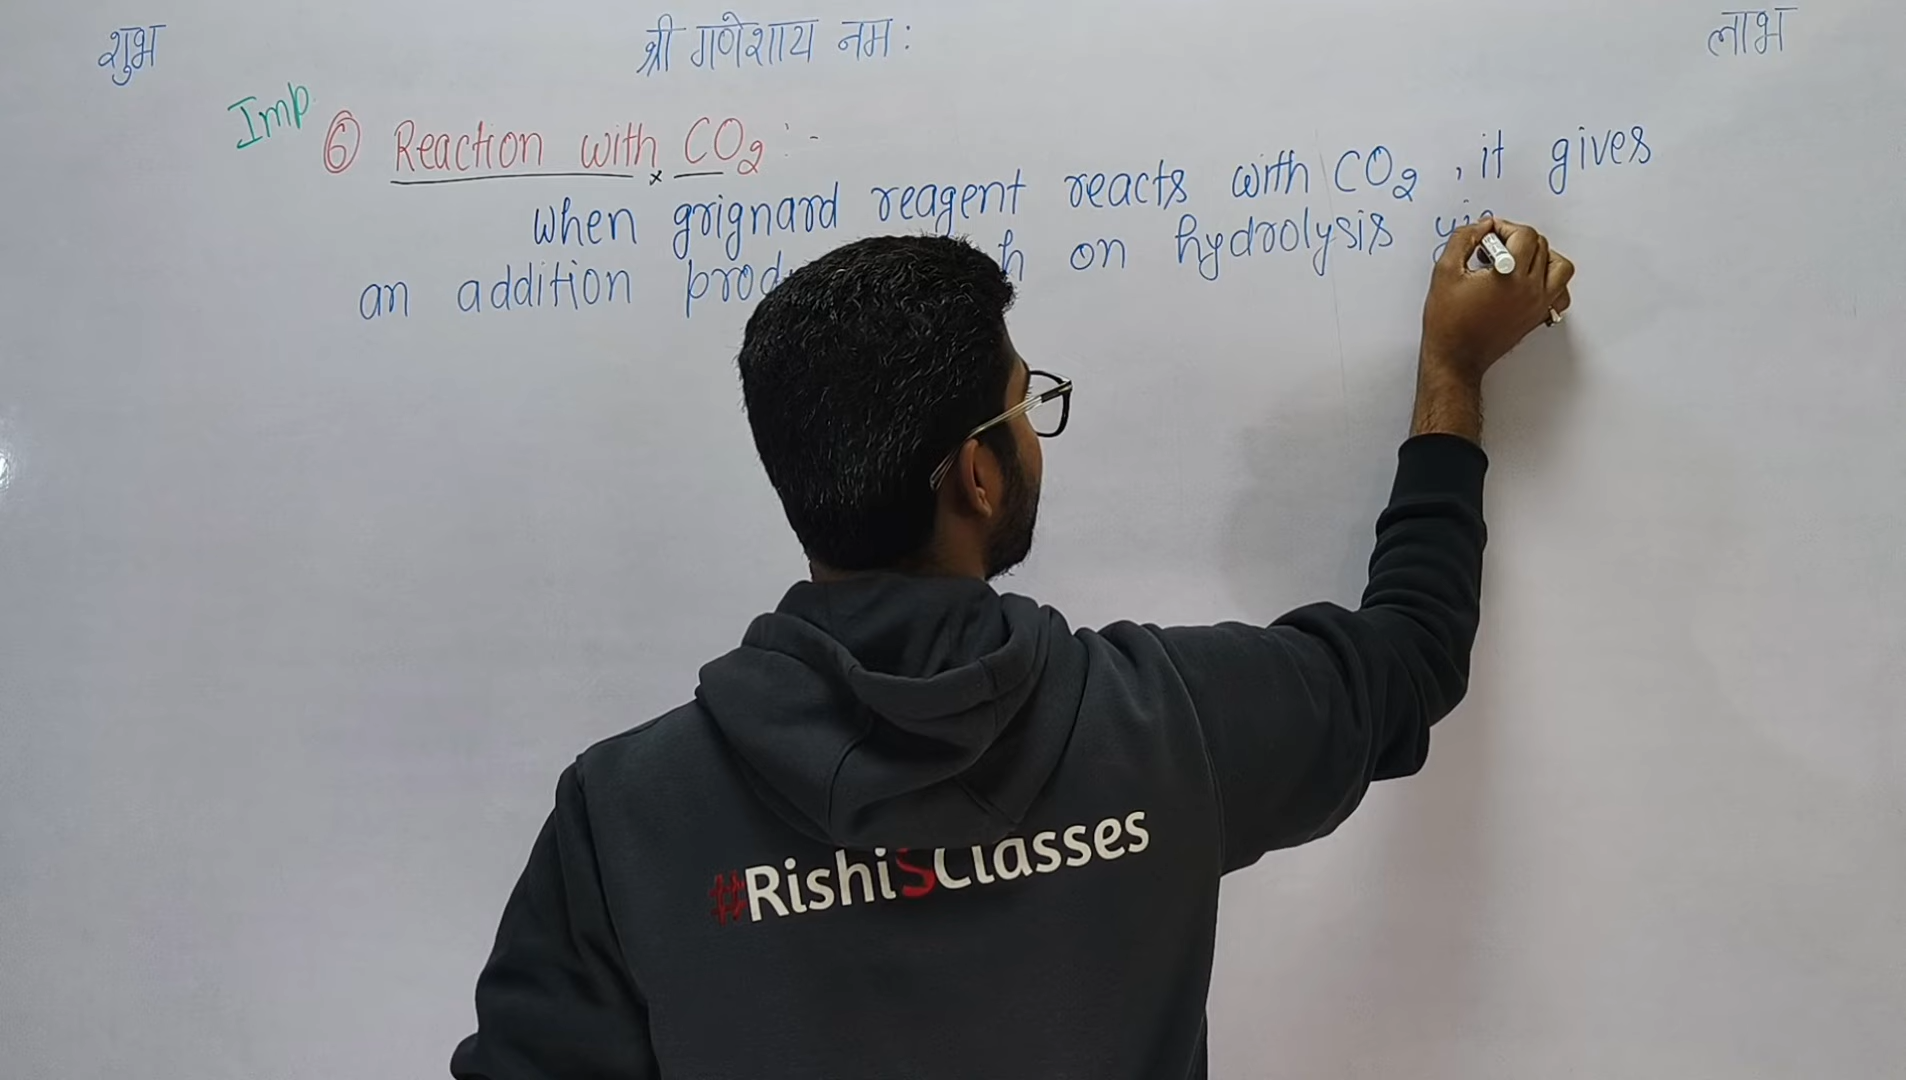 शुभ श्री गणेशाय नमः लाभ
Imp
⑥ Reaction with CO₂ :-
When grignard reagent reacts with CO₂, it gives
an addition on hydrolysis
#RishiSClasses